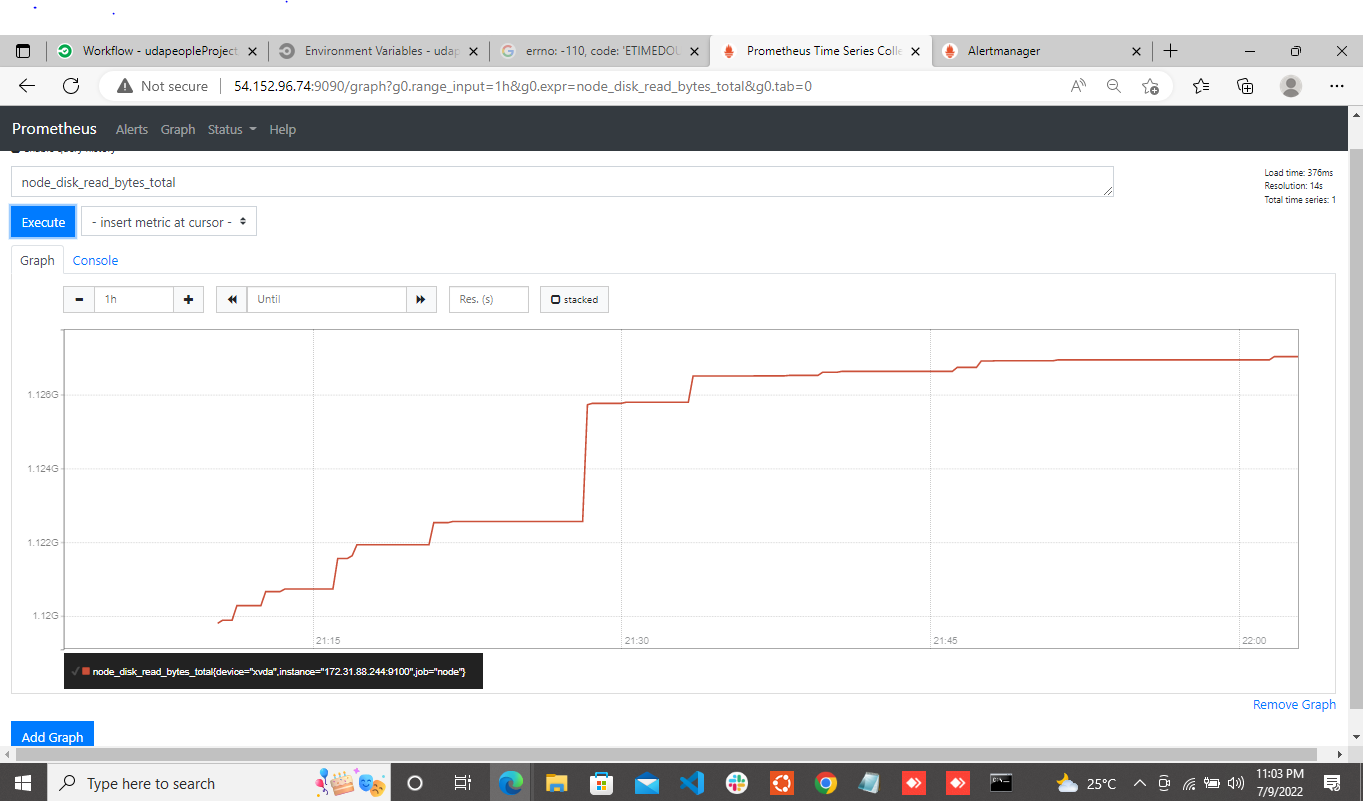 Workflow - udapeopleProject
Environment Variables - udap
errno: -110, code: 'ETIMEDOU
Prometheus Time Series Colle
Alertmanager
Not secure
54.152.96.74:9090/graph?g0.range_input=1h&g0.expr=node_disk_read_bytes_total&g0.tab=0
Prometheus Alerts Graph Status Help
node_disk_read_bytes_total
Load time: 376ms
Resolution: 14s
Total time series: 1
Execute
- insert metric at cursor -
Graph
Console
1h
Until
Res. (s)
stacked
1.126G
1.124G
1.122G
1.12G
21:15
21:30
21:45
22:00
node_disk_read_bytes_total{device="xvda",instance="172.31.88.244:9100",job="node"}
Remove Graph
Add Graph
Type here to search
25°C
11:03 PM
7/9/2022